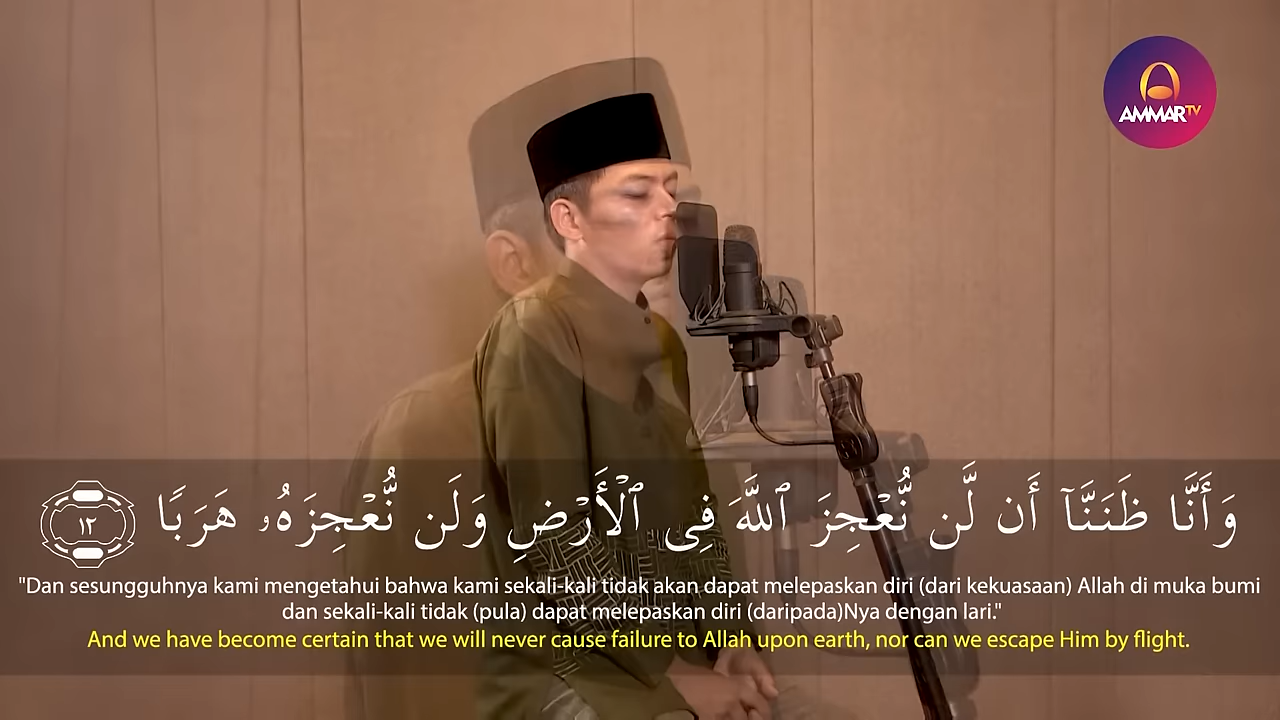 AMMARTV
وَأَنَّا ظَنَنَّآ أَن لَّن نُّعْجِزَ ٱللَّهَ فِى ٱلْأَرْضِ وَلَن نُّعْجِزَهُۥ هَرَبًا ١٢
"Dan sesungguhnya kami mengetahui bahwa kami sekali-kali tidak akan dapat melepaskan diri (dari kekuasaan) Allah di muka bumi
dan sekali-kali tidak (pula) dapat melepaskan diri (daripada)Nya dengan lari."
And we have become certain that we will never cause failure to Allah upon earth, nor can we escape Him by flight.